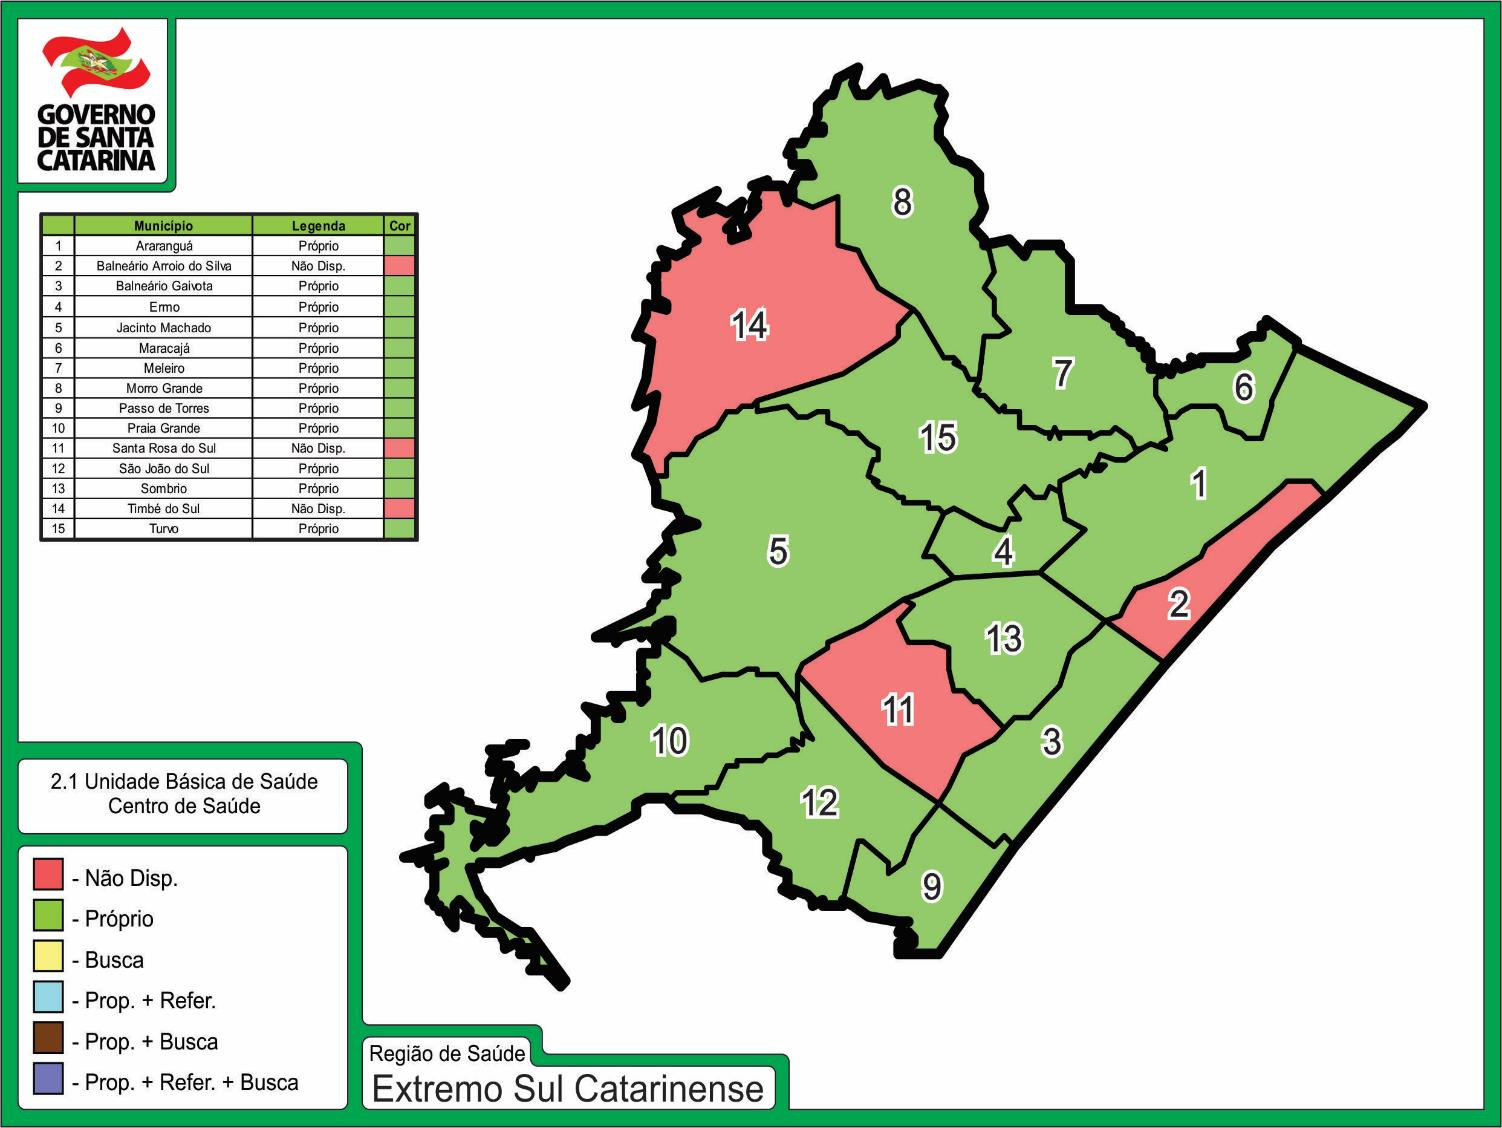 GOVERNO
DE SANTA
CATARINA
Município Legenda Cor
1 Araranguá Próprio
2 Balneário Arroio do Silva Não Disp.
3 Balneário Gaivota Próprio
4 Ermo Próprio
5 Jacinto Machado Próprio
6 Maracajá Próprio
7 Meleiro Próprio
8 Morro Grande Próprio
9 Passo de Torres Próprio
10 Praia Grande Próprio
11 Santa Rosa do Sul Não Disp.
12 São João do Sul Próprio
13 Sombrio Próprio
14 Timbé do Sul Não Disp.
15 Turvo Próprio
8
14
7
6
15
1
5
4
2
13
11
10
3
12
9
2.1 Unidade Básica de Saúde
Centro de Saúde
- Não Disp.
- Próprio
- Busca
- Prop. + Refer.
- Prop. + Busca
- Prop. + Refer. + Busca
Região de Saúde
Extremo Sul Catarinense